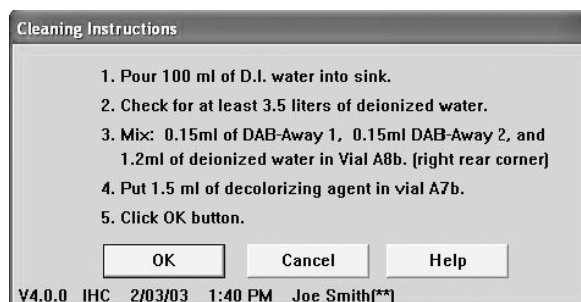 Cleaning Instructions
1. Pour 100 ml of D.I. water into sink.
2. Check for at least 3.5 liters of deionized water.
3. Mix: 0.15ml of DAB-Away 1, 0.15ml DAB-Away 2, and
1.2ml of deionized water in Vial A8b. (right rear corner)
4. Put 1.5 ml of decolorizing agent in vial A7b.
5. Click OK button.
OK Cancel Help
V4.0.0 IHC 2/03/03 1:40 PM Joe Smith(**)